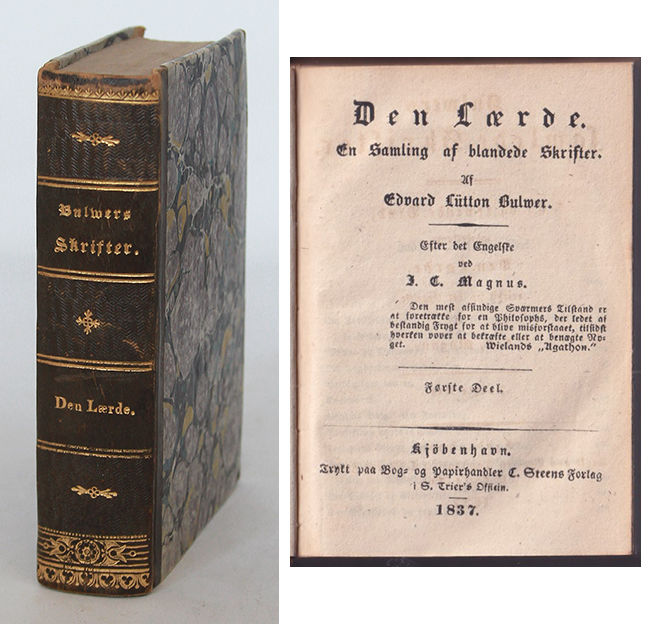 Bulwers
Skrifter.
Den Lærde.
Den Lærde.
En Samling af blandede Skrifter.
Af
Edvard Lütton Bulwer.
Efter det Engelske
ved
J. C. Magnus.
Den mest afsindige Sværmers Tilstand er
at foretrække for en Philosophs, der ledet af
bestandig Frygt for at blive misforstaaet, tilsidst
hverken vover at bekræfte eller at benægte No-
get. Wielands „Agathon.“
Første Deel.
Kjöbenhavn.
Trykt paa Bog- og Papirhandler C. Steens Forlag
i S. Trier's Officin.
1837.